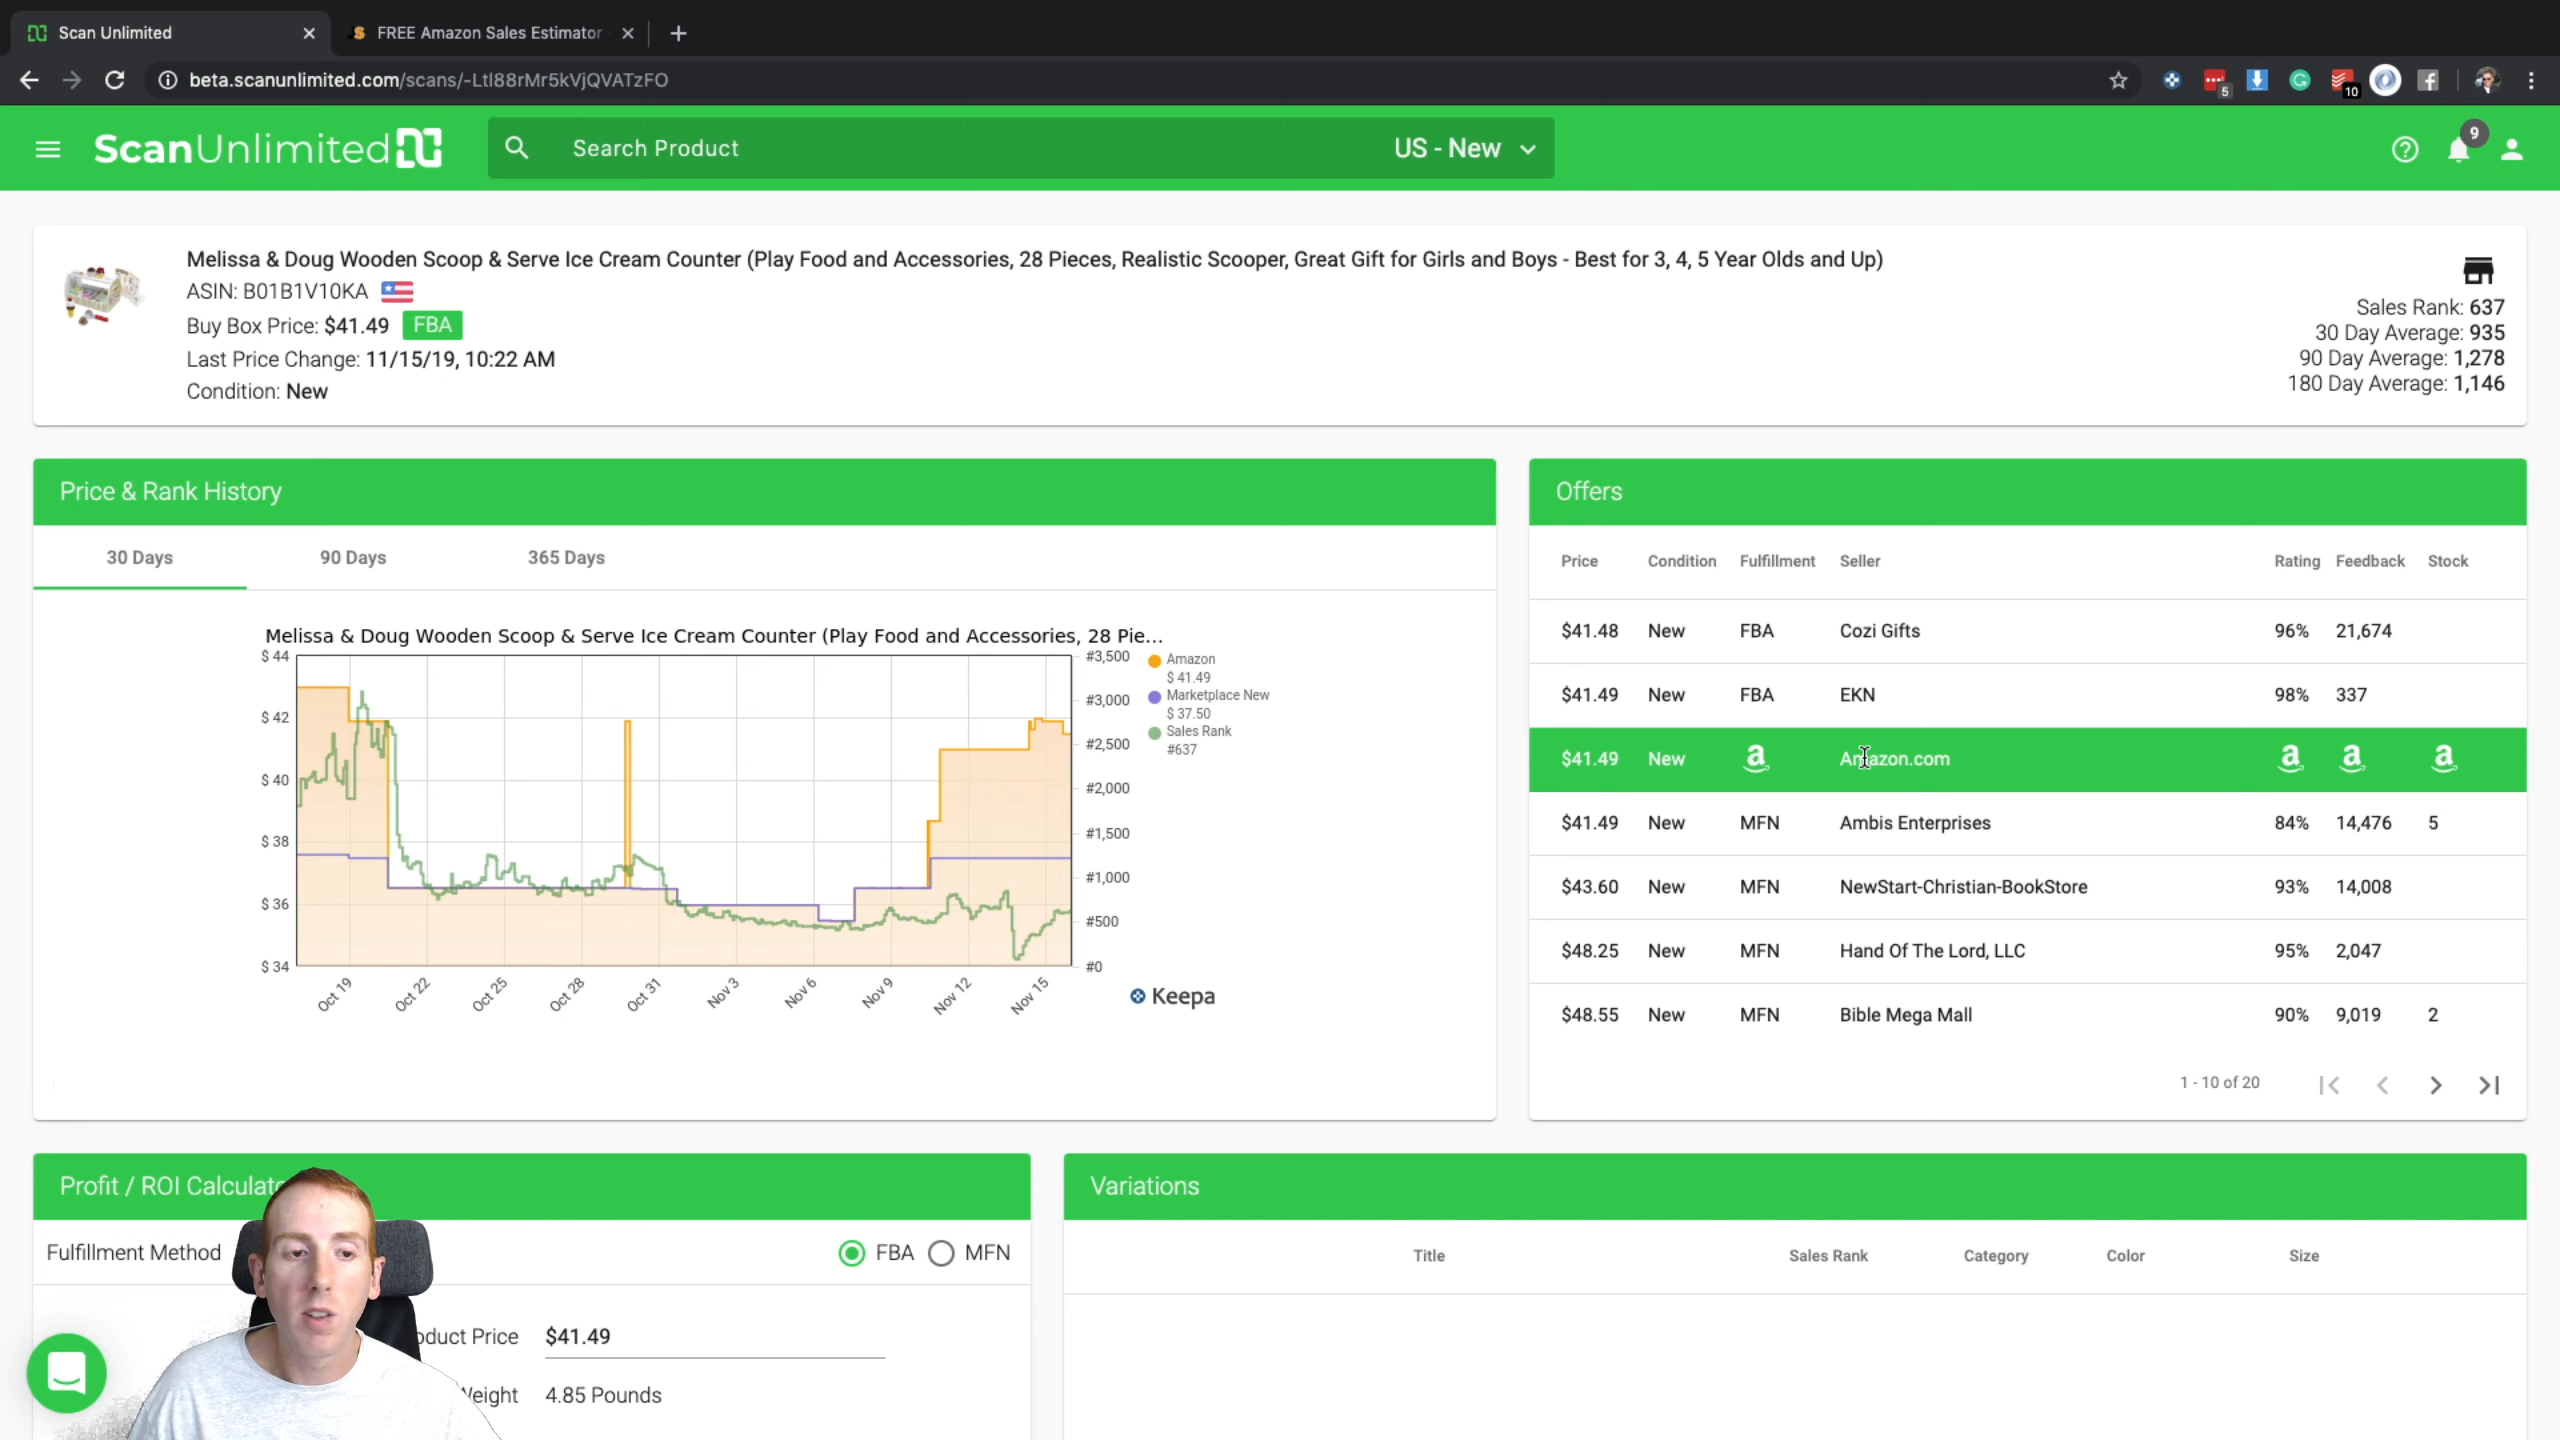 Scan Unlimited
FREE Amazon Sales Estimator
beta.scanunlimited.com/scans/-Ltl88rMr5kVjQVATzFO
5
10
ScanUnlimited
Search Product
US - New
9
Melissa & Doug Wooden Scoop & Serve Ice Cream Counter (Play Food and Accessories, 28 Pieces, Realistic Scooper, Great Gift for Girls and Boys - Best for 3, 4, 5 Year Olds and Up)
ASIN: B01B1V10KA
Buy Box Price: $41.49 FBA
Last Price Change: 11/15/19, 10:22 AM
Condition: New
Sales Rank: 637
30 Day Average: 935
90 Day Average: 1,278
180 Day Average: 1,146
Price & Rank History
30 Days 90 Days 365 Days
Melissa & Doug Wooden Scoop & Serve Ice Cream Counter (Play Food and Accessories, 28 Pie...
$ 44
$ 42
$ 40
$ 38
$ 36
$ 34
#3,500
#3,000
#2,500
#2,000
#1,500
#1,000
#500
#0
Amazon
$ 41.49
Marketplace New
$ 37.50
Sales Rank
#637
Oct 19 Oct 22 Oct 25 Oct 28 Oct 31 Nov 3 Nov 6 Nov 9 Nov 12 Nov 15
Keepa
Offers
Price Condition Fulfillment Seller Rating Feedback Stock
$41.48 New FBA Cozi Gifts 96% 21,674
$41.49 New FBA EKN 98% 337
$41.49 New a Amazon.com a a a
$41.49 New MFN Ambis Enterprises 84% 14,476 5
$43.60 New MFN NewStart-Christian-BookStore 93% 14,008
$48.25 New MFN Hand Of The Lord, LLC 95% 2,047
$48.55 New MFN Bible Mega Mall 90% 9,019 2
1 - 10 of 20
Profit / ROI Calculat
Fulfillment Method FBA MFN
oduct Price $41.49
Weight 4.85 Pounds
Variations
Title Sales Rank Category Color Size